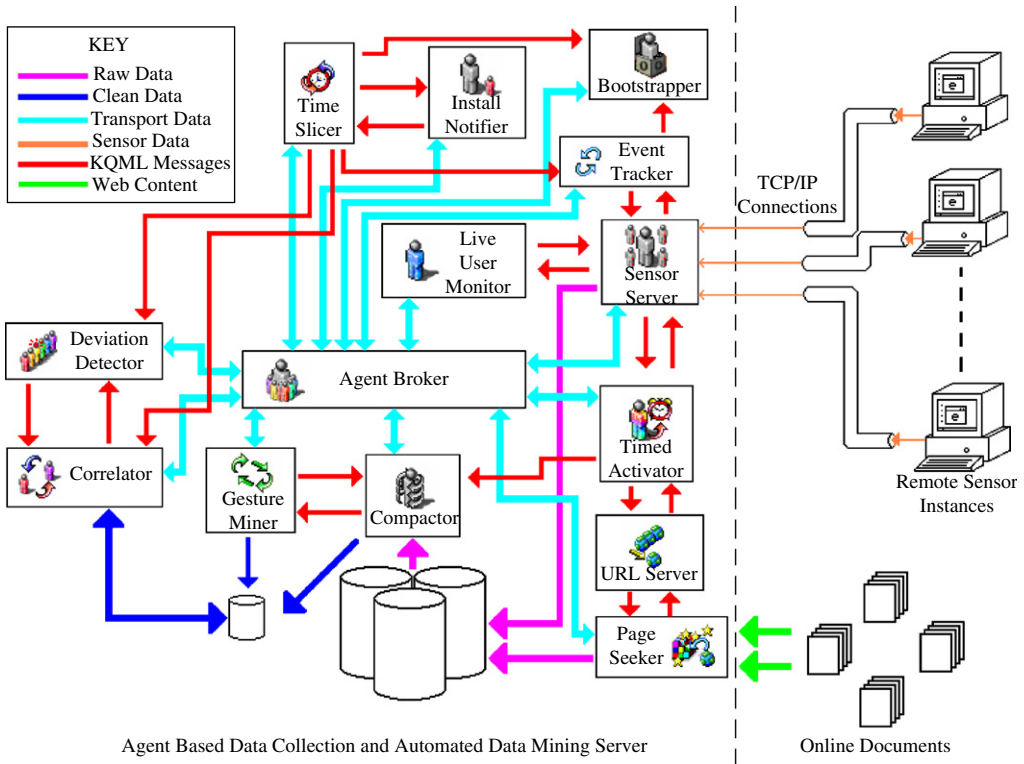 KEY
Raw Data
Clean Data
Transport Data
Sensor Data
KQML Messages
Web Content
Time
Slicer
Install
Notifier
Bootstrapper
Event
Tracker
TCP/IP
Connections
Live
User
Monitor
Sensor
Server
Deviation
Detector
Agent Broker
Correlator
Gesture
Miner
Compactor
Timed
Activator
Remote Sensor
Instances
URL Server
Page
Seeker
Agent Based Data Collection and Automated Data Mining Server
Online Documents
e
e
e